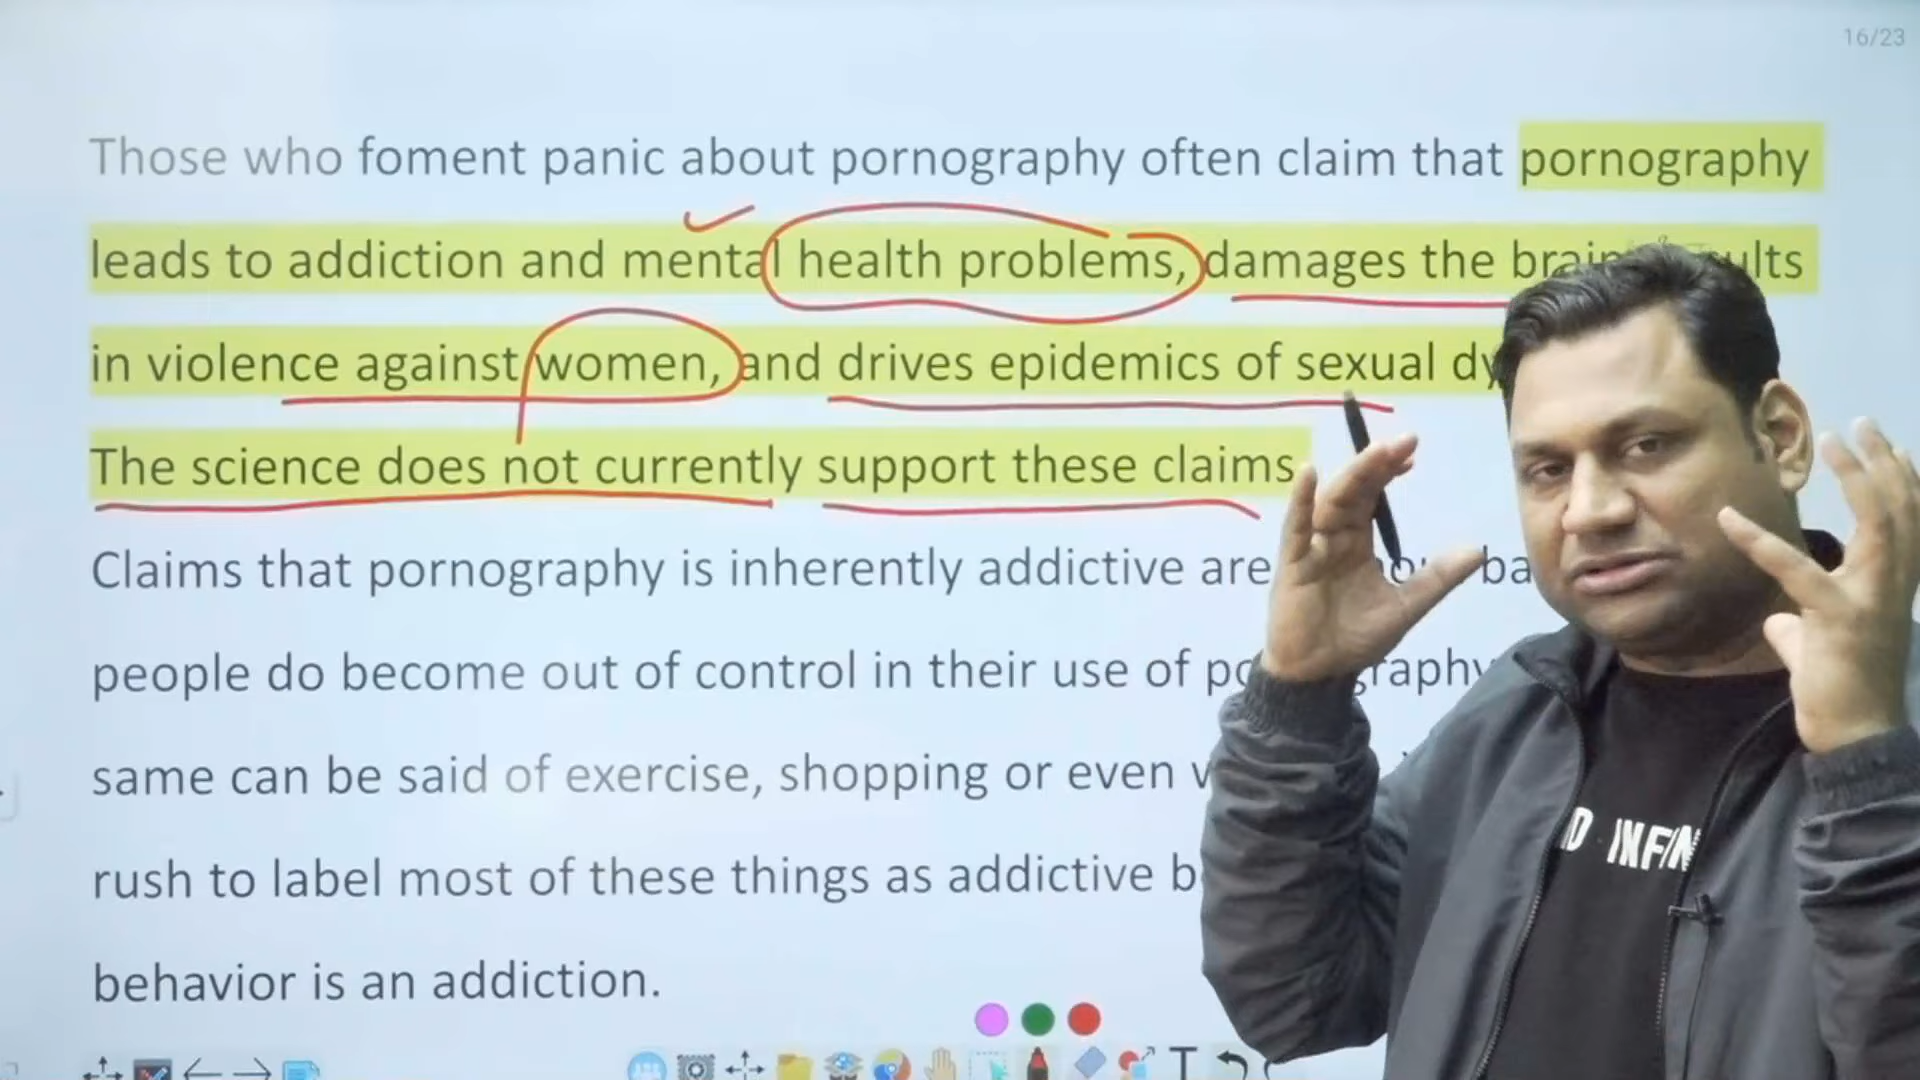 16/23
Those who foment panic about pornography often claim that pornography
leads to addiction and mental health problems, damages the
in violence against women, and drives epidemics of sexual
The science does not currently support these claims
Claims that pornography is inherently addictive are
people do become out of control in their use of
same can be said of exercise, shopping or even
rush to label most of these things as addictive
behavior is an addiction.
T